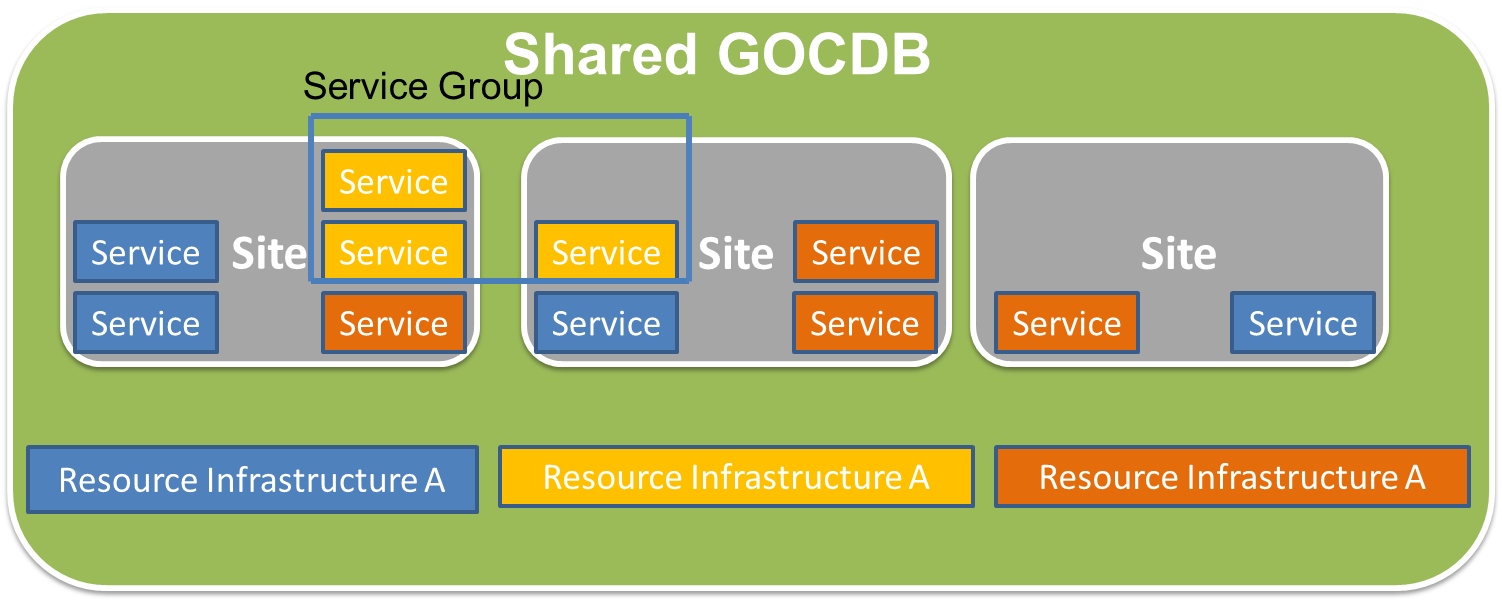 Shared GOCDB
Service Group
Service
Service
Site
Service
Service
Site
Service
Site
Service
Service
Service
Service
Service
Service
Resource Infrastructure A
Resource Infrastructure A
Resource Infrastructure A